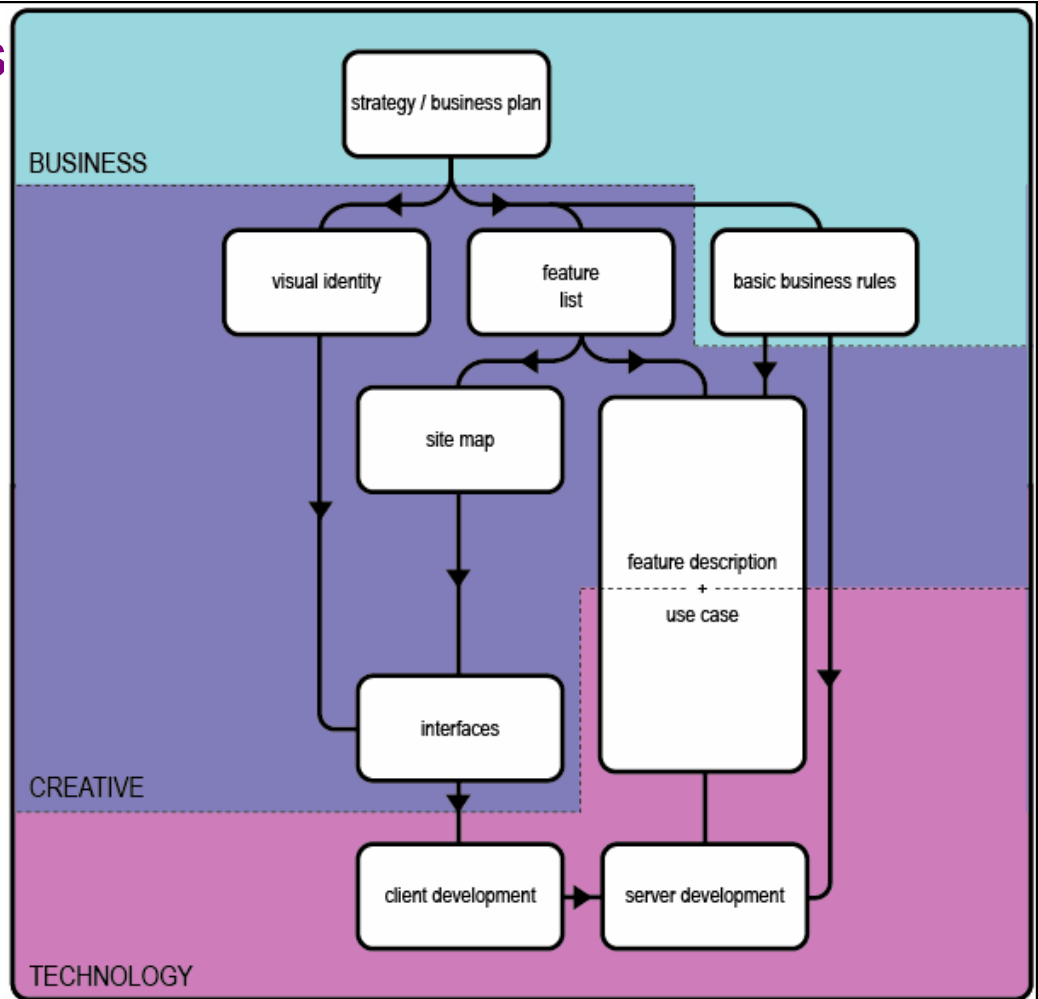 s
strategy / business plan
BUSINESS
visual identity
feature
list
basic business rules
site map
feature description
+
use case
interfaces
CREATIVE
client development
server development
TECHNOLOGY